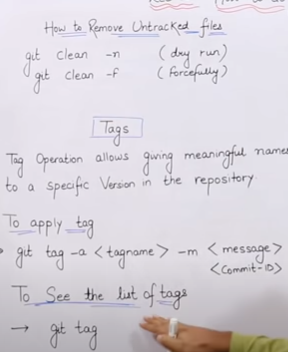 How to Remove Untracked files
git clean -n (dry run)
git clean -f (forcefully)
Tags
Tag Operation allows giving meaningful names
to a specific Version in the repository
To apply tag
git tag -a <tagname> -m <message>
<Commit-ID>
To See the list of tags
→ git tag